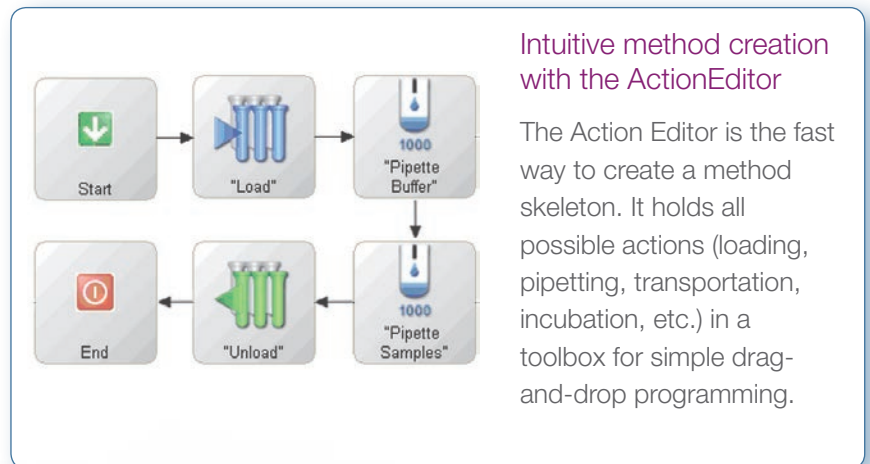 Start
"Load"
1000
"Pipette
Buffer"
1000
"Pipette
Samples"
"Unload"
End
Intuitive method creation
with the ActionEditor
The Action Editor is the fast
way to create a method
skeleton. It holds all
possible actions (loading,
pipetting, transportation,
incubation, etc.) in a
toolbox for simple drag-
and-drop programming.